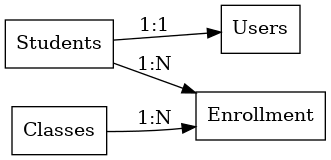 Students
1:1
Users
1:N
Enrollment
Classes
1:N